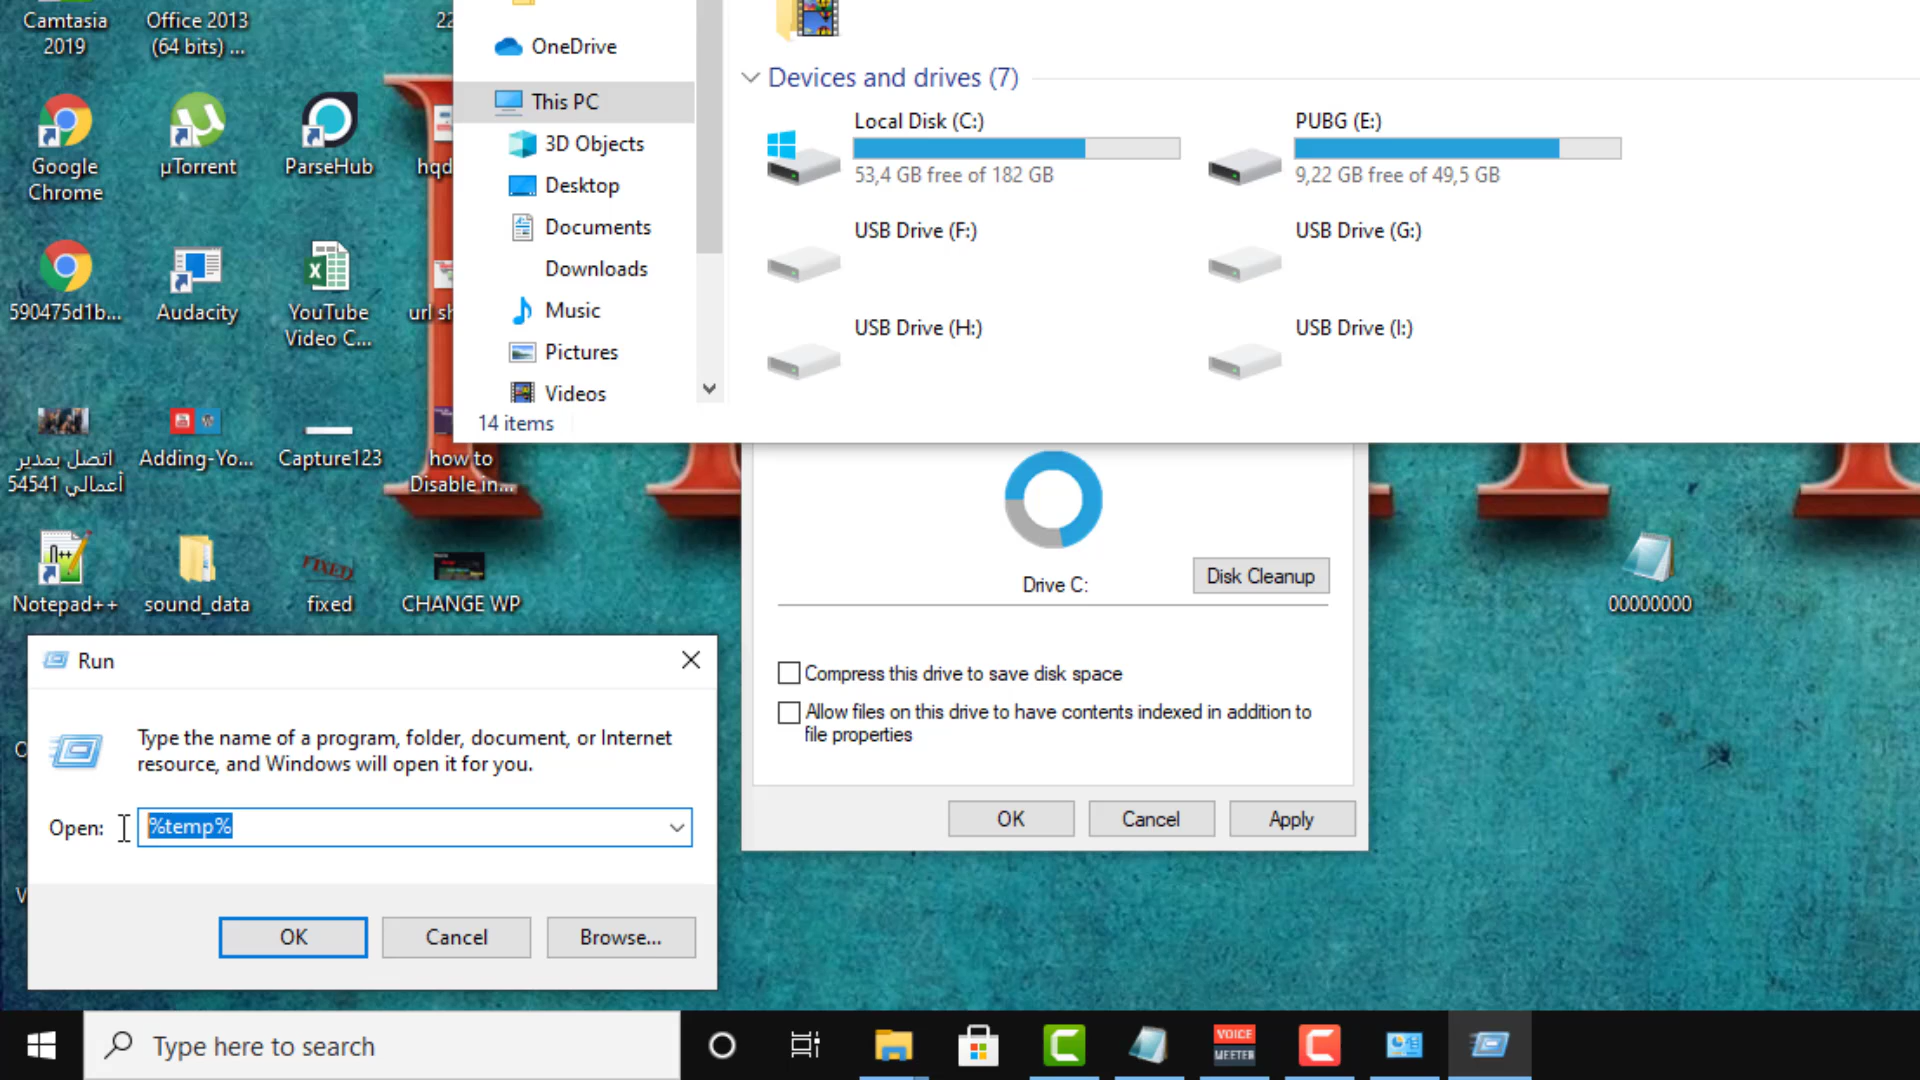 Camtasia
2019
Office 2013
(64 bits) ...
22
Google
Chrome
µTorrent
ParseHub
hqd
590475d1b...
Audacity
YouTube
Video C...
url sh
اتصل بمدير
أعمالي 54541
Adding-Yo...
Capture123
how to
Disable in...
Notepad++
sound_data
FIXED
fixed
CHANGE WP
OneDrive
This PC
3D Objects
Desktop
Documents
Downloads
Music
Pictures
Videos
14 items
Devices and drives (7)
Local Disk (C:)
53,4 GB free of 182 GB
PUBG (E:)
9,22 GB free of 49,5 GB
USB Drive (F:)
USB Drive (G:)
USB Drive (H:)
USB Drive (I:)
Drive C:
Disk Cleanup
Compress this drive to save disk space
Allow files on this drive to have contents indexed in addition to
file properties
OK
Cancel
Apply
00000000
Run
Type the name of a program, folder, document, or Internet
resource, and Windows will open it for you.
Open:
%temp%
OK
Cancel
Browse...
Type here to search
VOICE
MEETER